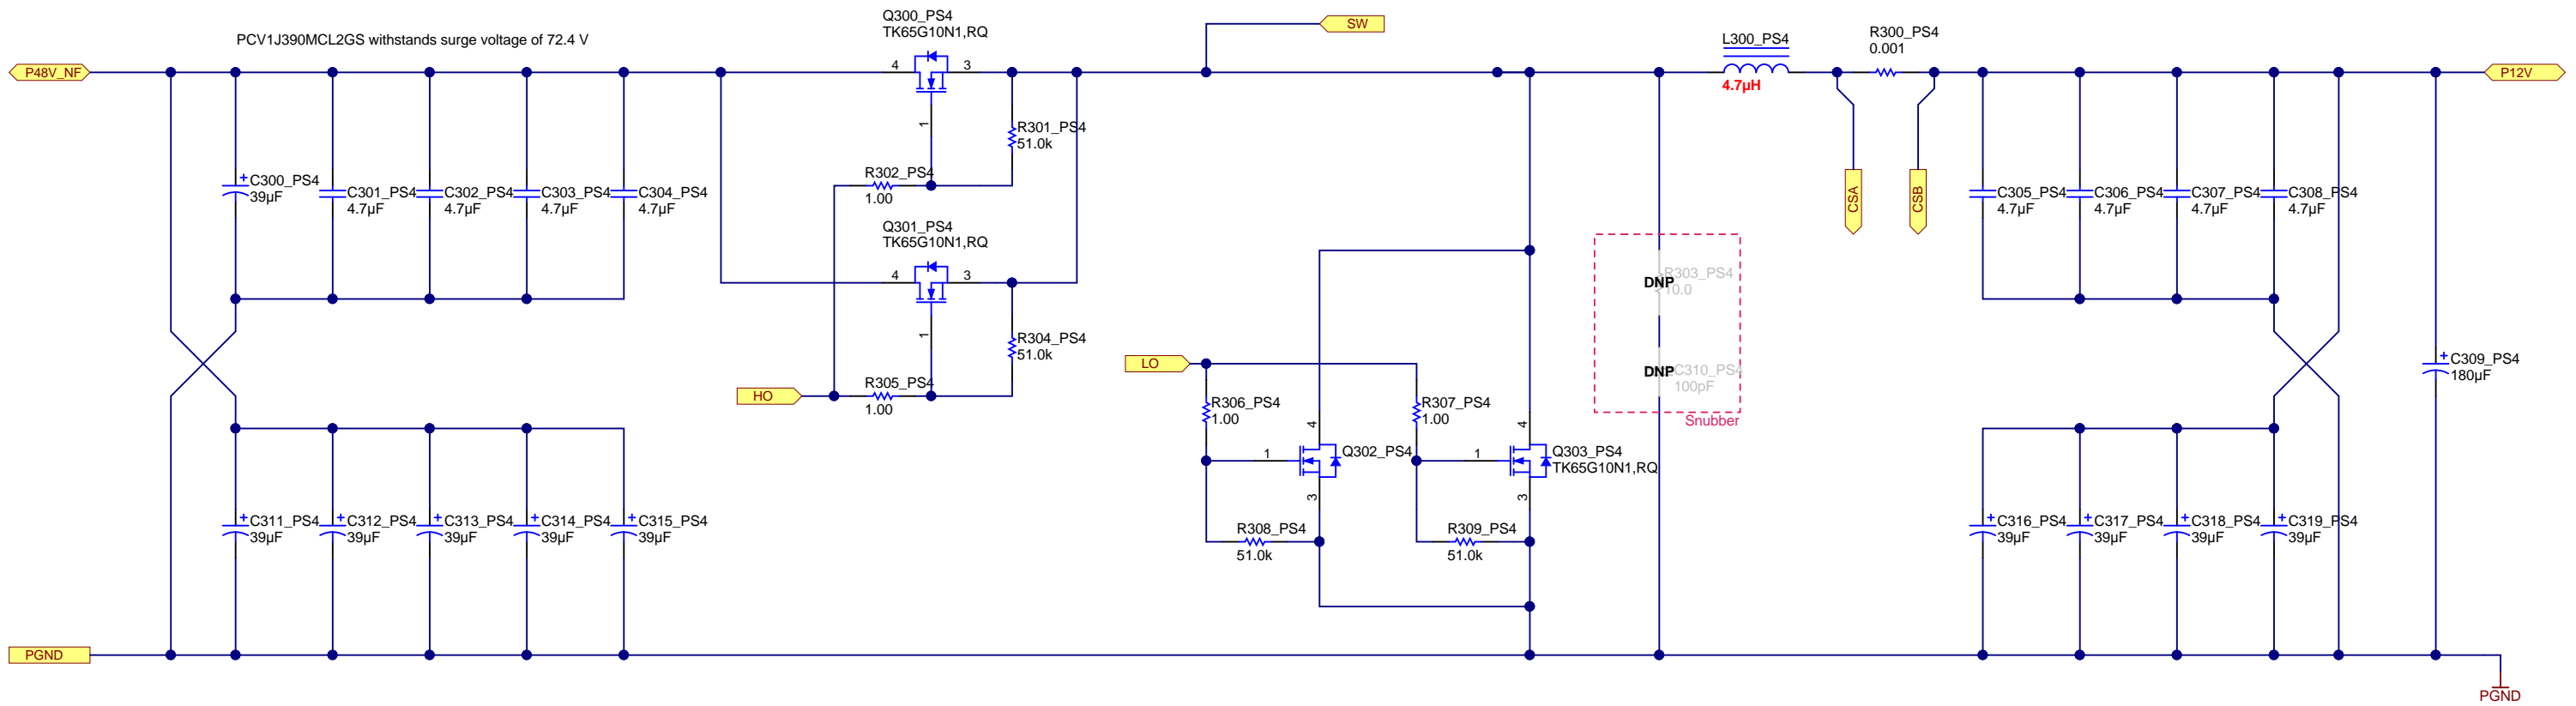 Q300_PS4
TK65G10N1,RQ
SW
PCV1J390MCL2GS withstands surge voltage of 72.4 V
L300_PS4
4.7µH
R300_PS4
0.001
P48V_NF
4
3
1
P12V
R301_PS4
51.0k
R302_PS4
1.00
C300_PS4
39µF
C301_PS4
4.7µF
C302_PS4
4.7µF
C303_PS4
4.7µF
C304_PS4
4.7µF
CSA
CSB
C305_PS4
4.7µF
C306_PS4
4.7µF
C307_PS4
4.7µF
C308_PS4
4.7µF
Q301_PS4
TK65G10N1,RQ
4
3
1
R304_PS4
51.0k
R305_PS4
1.00
HO
LO
R303_PS4
10.0
DNP
C310_PS4
100pF
DNP
Snubber
C309_PS4
180µF
R306_PS4
1.00
R307_PS4
1.00
4
1
3
Q302_PS4
4
1
3
Q303_PS4
TK65G10N1,RQ
R308_PS4
51.0k
R309_PS4
51.0k
C311_PS4
39µF
C312_PS4
39µF
C313_PS4
39µF
C314_PS4
39µF
C315_PS4
39µF
C316_PS4
39µF
C317_PS4
39µF
C318_PS4
39µF
C319_PS4
39µF
PGND
PGND